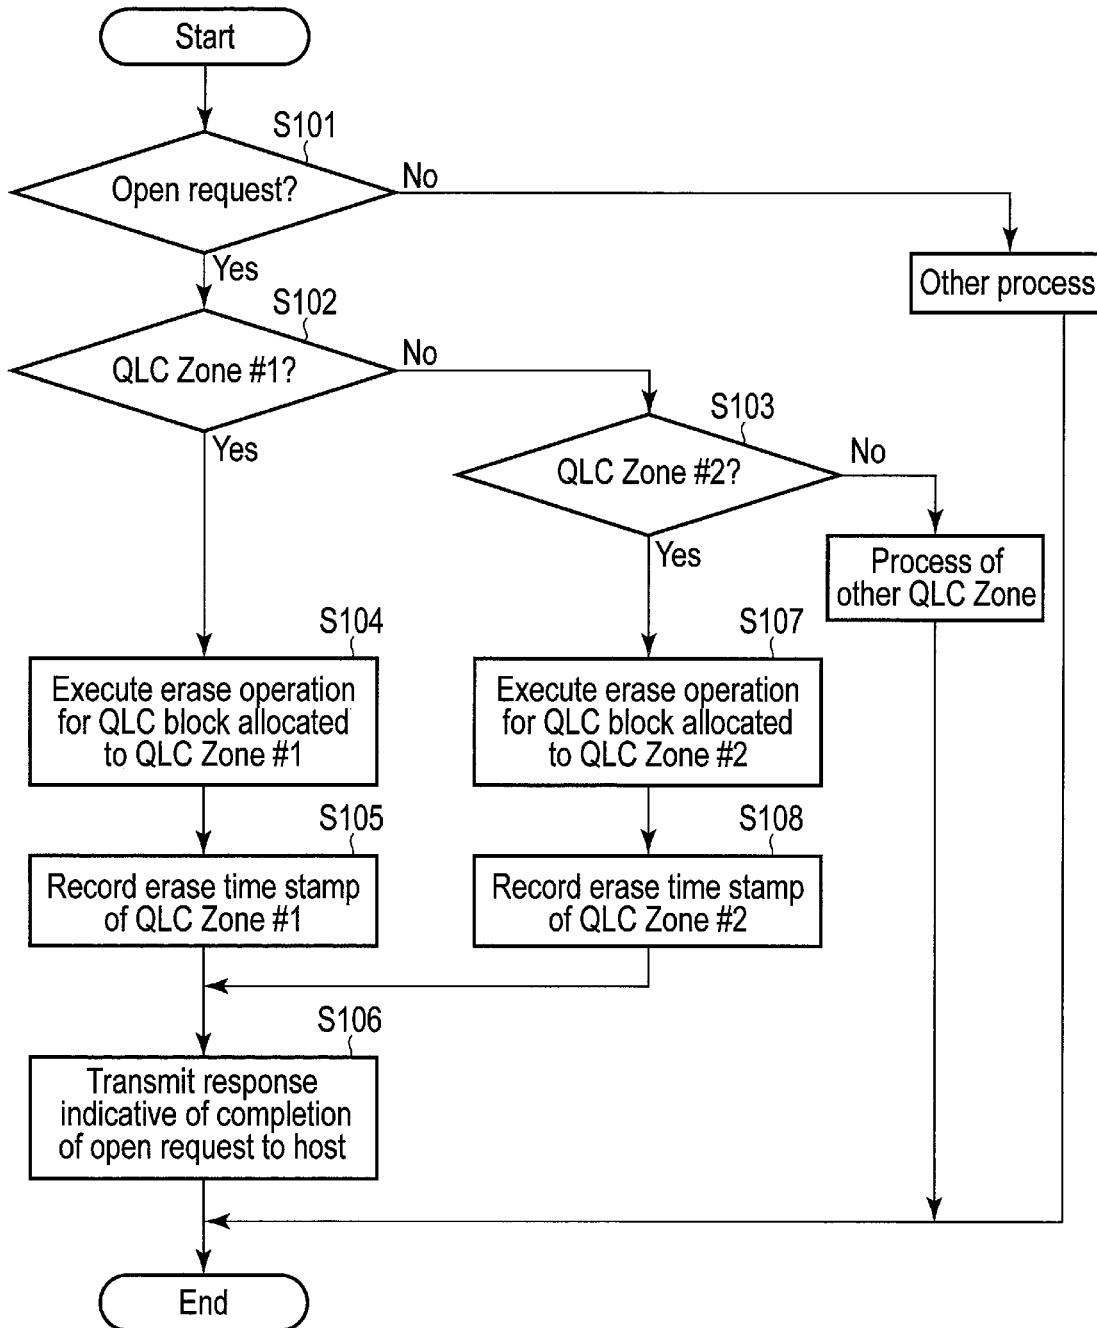 Start
S101
Open request?
No
Yes
Other process
S102
QLC Zone #1?
No
Yes
S103
QLC Zone #2?
No
Yes
Process of
other QLC Zone
S104
Execute erase operation
for QLC block allocated
to QLC Zone #1
S107
Execute erase operation
for QLC block allocated
to QLC Zone #2
S105
Record erase time stamp
of QLC Zone #1
S108
Record erase time stamp
of QLC Zone #2
S106
Transmit response
indicative of completion
of open request to host
End